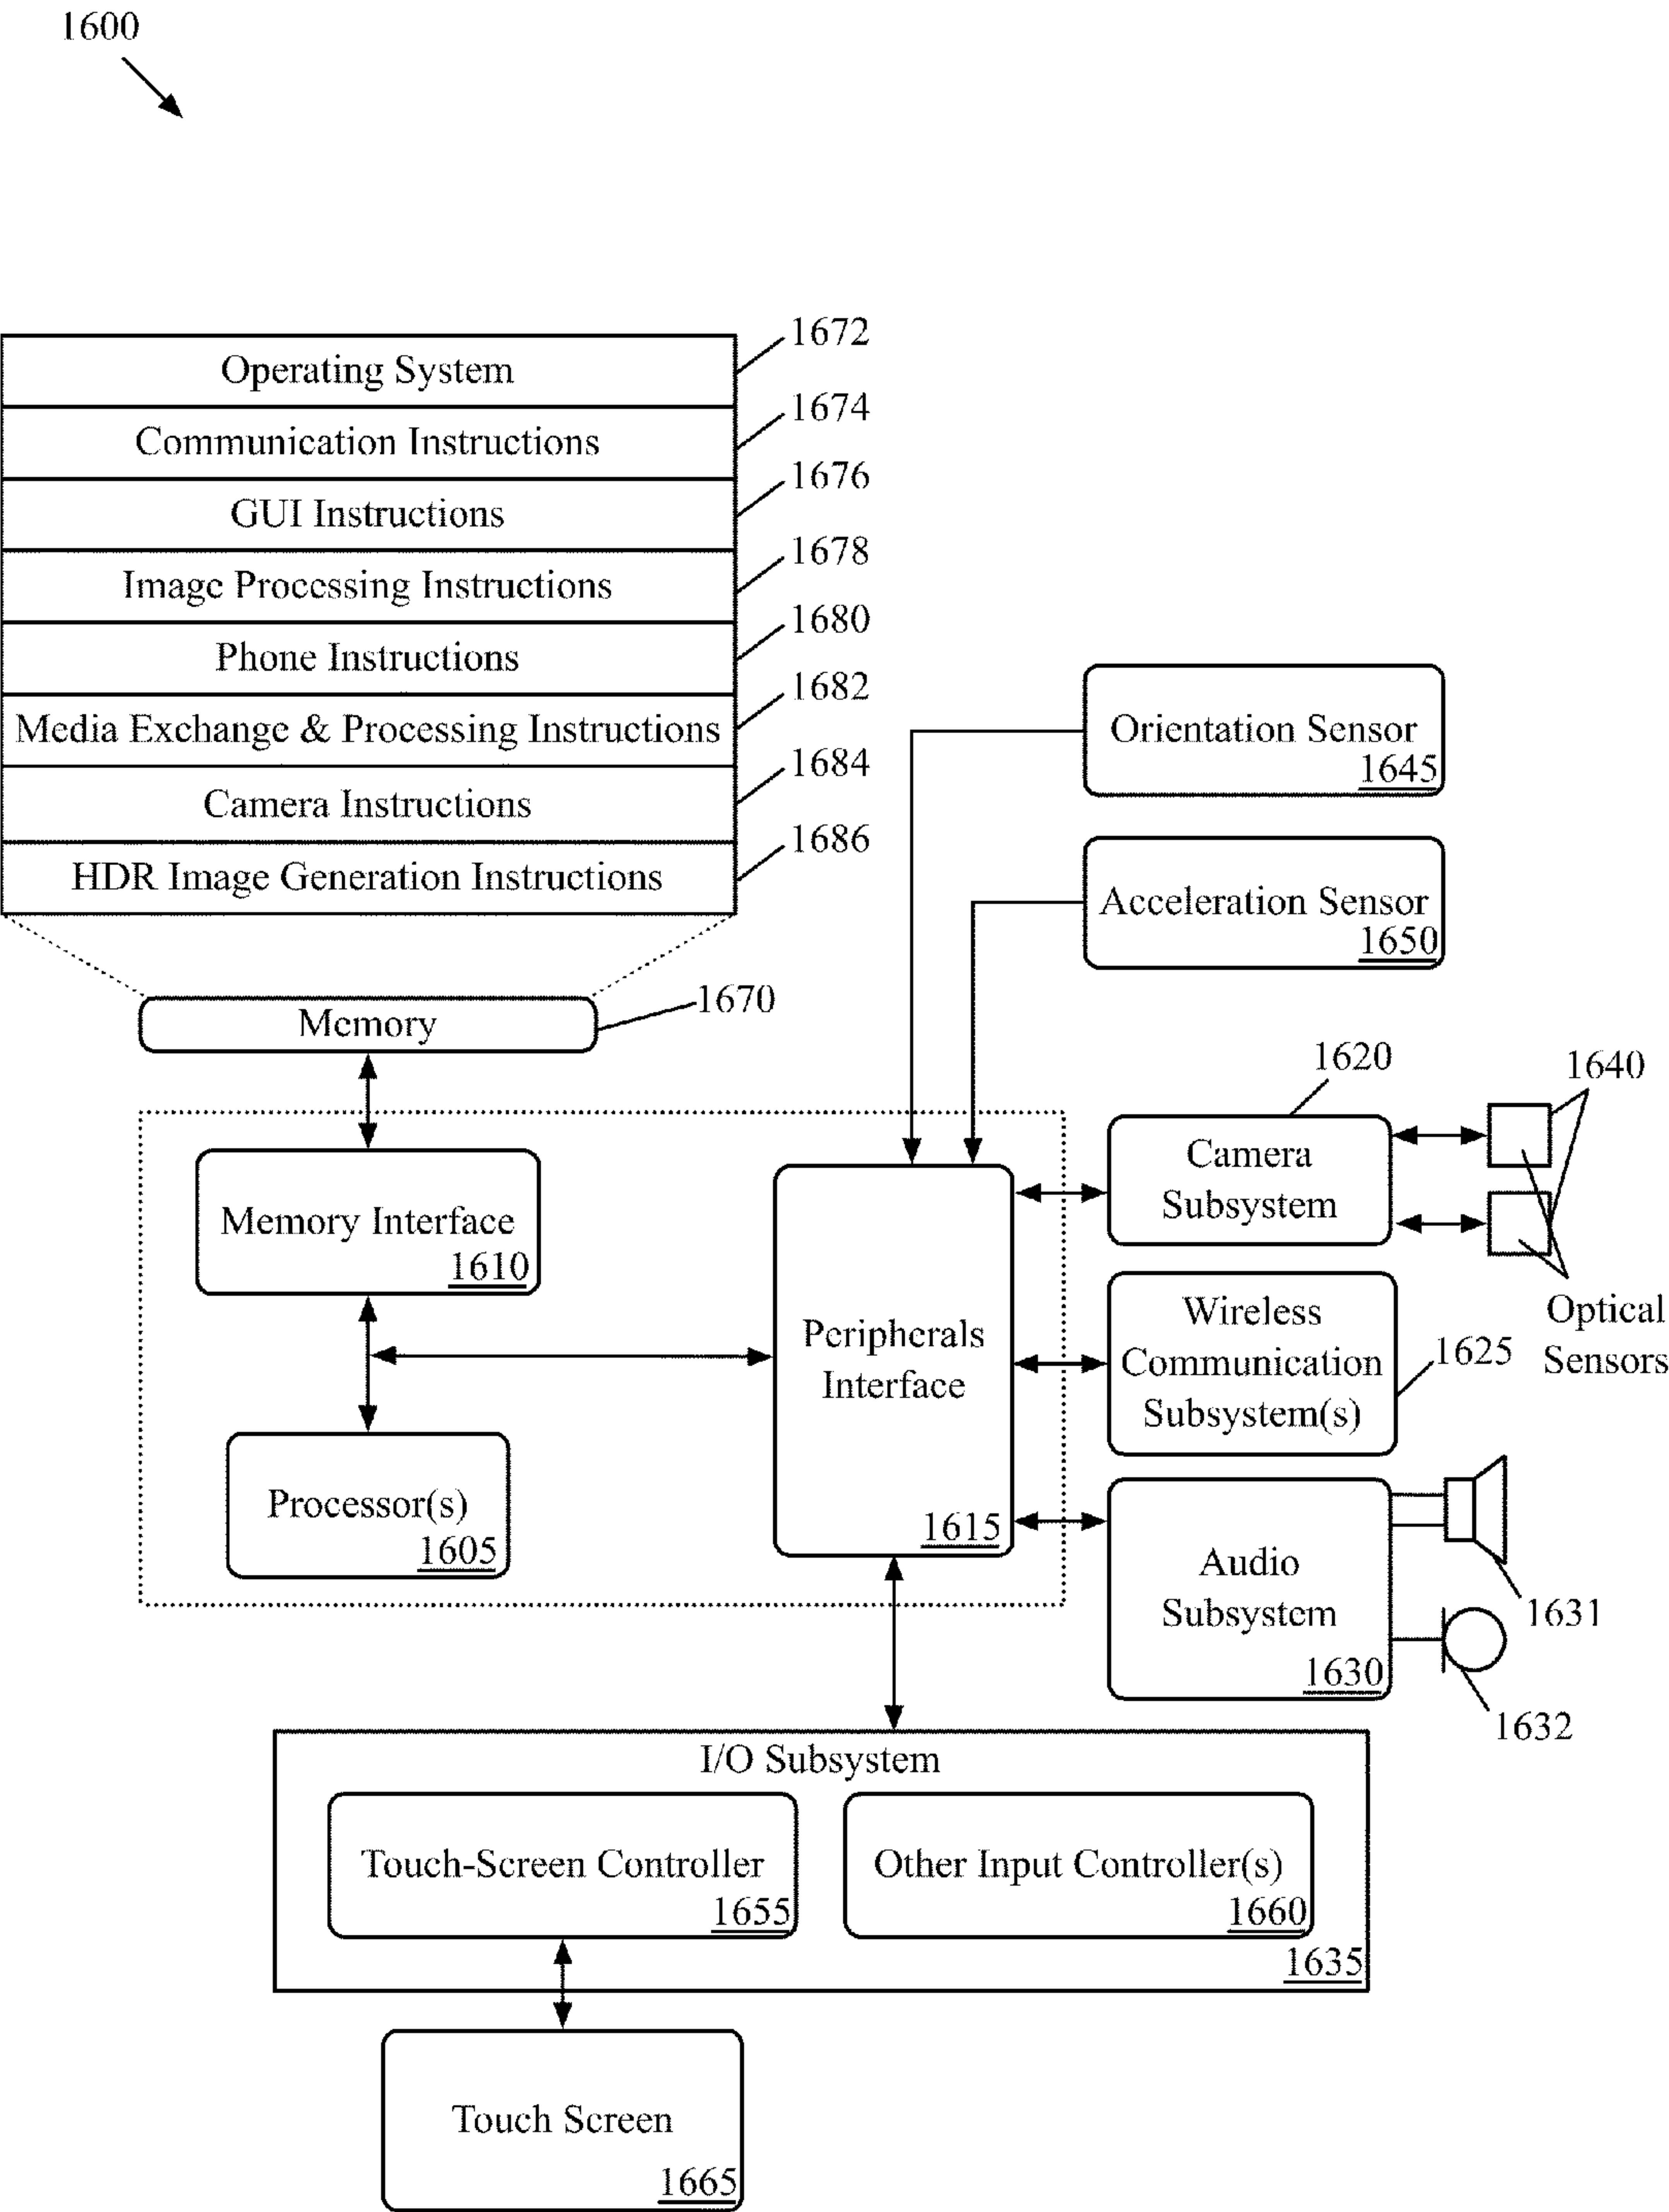 1600
Operating System
1672
Communication Instructions
1674
GUI Instructions
1676
Image Processing Instructions
1678
Phone Instructions
1680
Media Exchange & Processing Instructions
1682
Camera Instructions
1684
HDR Image Generation Instructions
1686
Memory
1670
Orientation Sensor
1645
Acceleration Sensor
1650
Memory Interface
1610
Processor(s)
1605
Peripherals
Interface
1615
1620
Camera
Subsystem
1640
Optical
Sensors
Wireless
Communication
Subsystem(s)
1625
Audio
Subsystem
1630
1631
1632
I/O Subsystem
Touch-Screen Controller
1655
Other Input Controller(s)
1660
1635
Touch Screen
1665